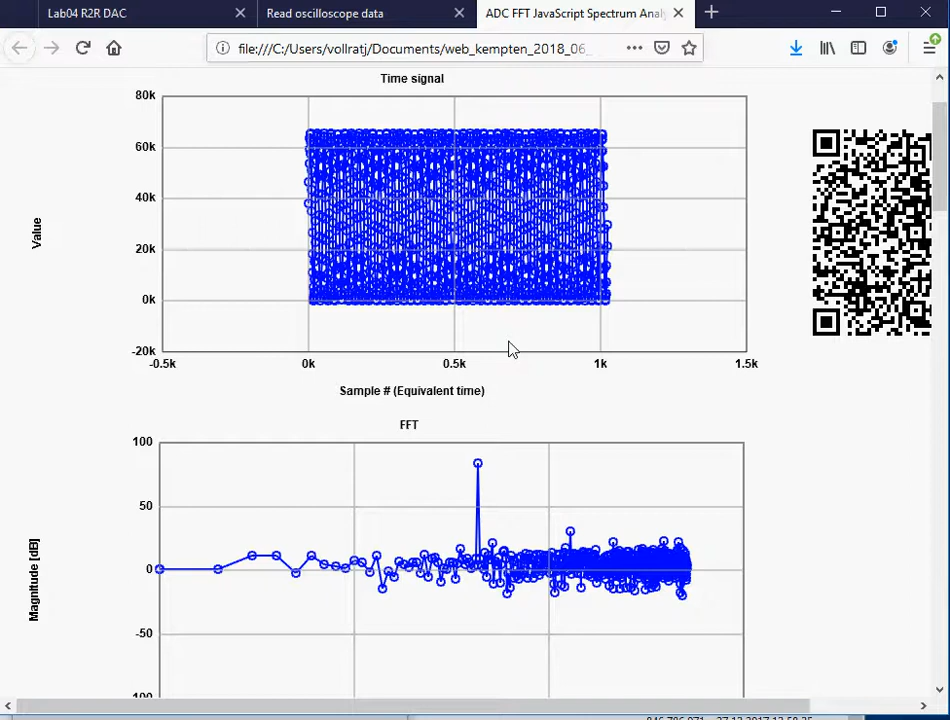 Lab04 R2R DAC
Read oscilloscope data
ADC FFT JavaScript Spectrum Analy
file:///C:/Users/vollratj/Documents/web_kempten_2018_06_
Time signal
80k
60k
40k
20k
0k
-20k
Value
-0.5k 0k 0.5k 1k 1.5k
Sample # (Equivalent time)
FFT
100
50
0
-50
Magnitude [dB]